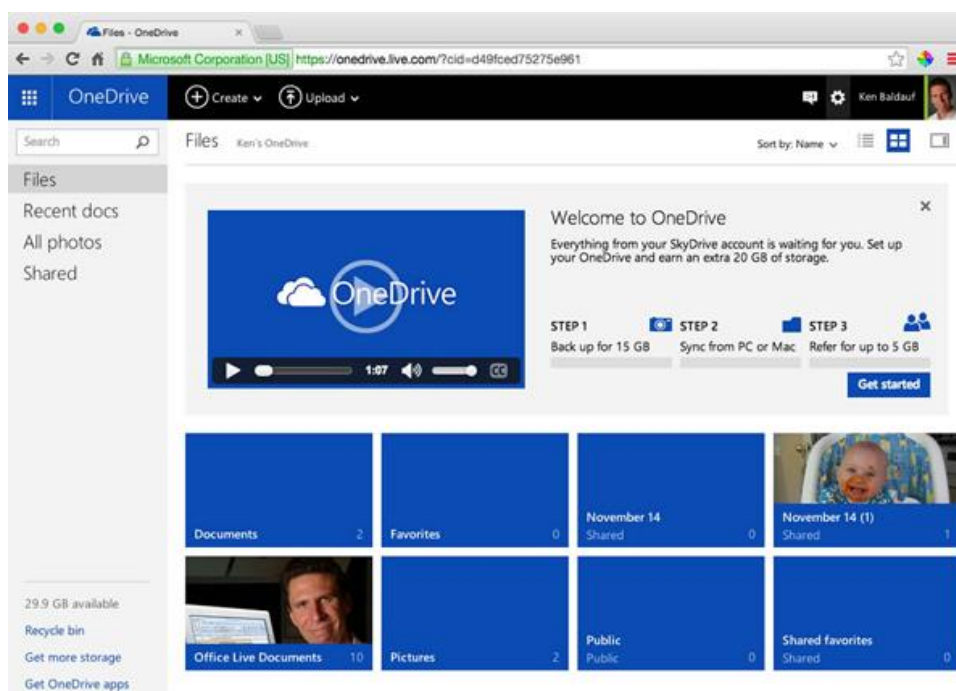 Files - OneDrive
Microsoft Corporation [US] https://onedrive.live.com/?cid=d49fced75275e961
OneDrive
Create
Upload
Ken Baldauf
Search
Files
Ken's OneDrive
Sort by: Name
Files
Recent docs
All photos
Shared
OneDrive
1:07
CC
Welcome to OneDrive
Everything from your SkyDrive account is waiting for you. Set up
your OneDrive and earn an extra 20 GB of storage.
STEP 1
Back up for 15 GB
STEP 2
Sync from PC or Mac
STEP 3
Refer for up to 5 GB
Get started
Documents 2
Favorites 0
November 14
Shared 0
November 14 (1)
Shared 1
Office Live Documents 10
Pictures 2
Public
Public 0
Shared favorites
Shared 0
29.9 GB available
Recycle bin
Get more storage
Get OneDrive apps